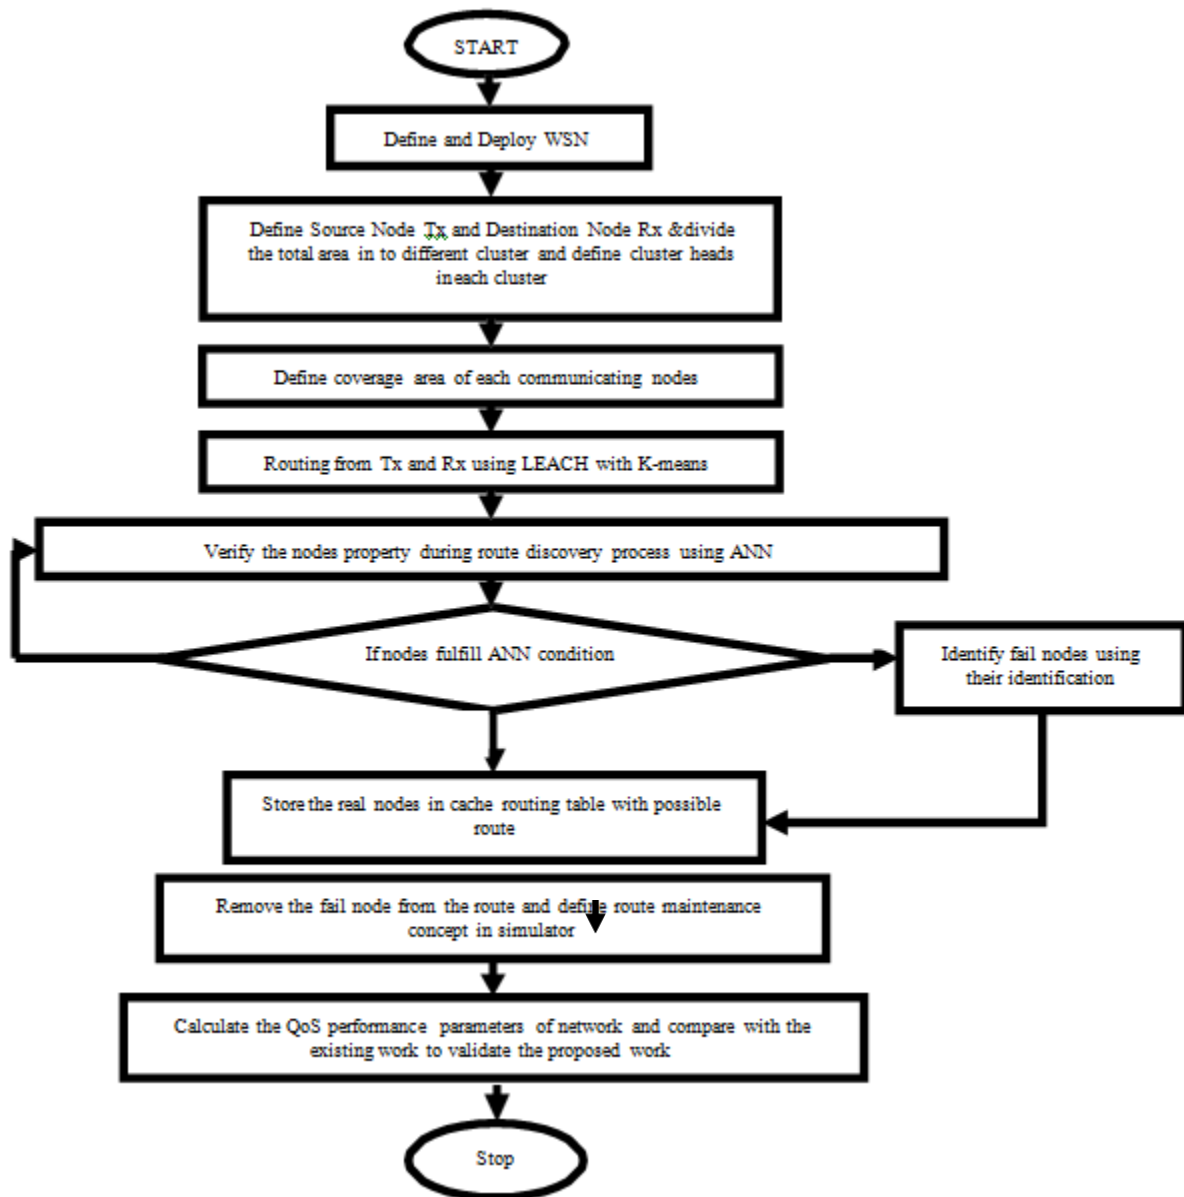 START
Define and Deploy WSN
Define Source Node Tx and Destination Node Rx &divide
the total area in to different cluster and define cluster heads
in each cluster
Define coverage area of each communicating nodes
Routing from Tx and Rx using LEACH with K-means
Verify the nodes property during route discovery process using ANN
If nodes fulfill ANN condition
Identify fail nodes using
their identification
Store the real nodes in cache routing table with possible
route
Remove the fail node from the route and define route maintenance
concept in simulator
Calculate the QoS performance parameters of network and compare with the
existing work to validate the proposed work
Stop